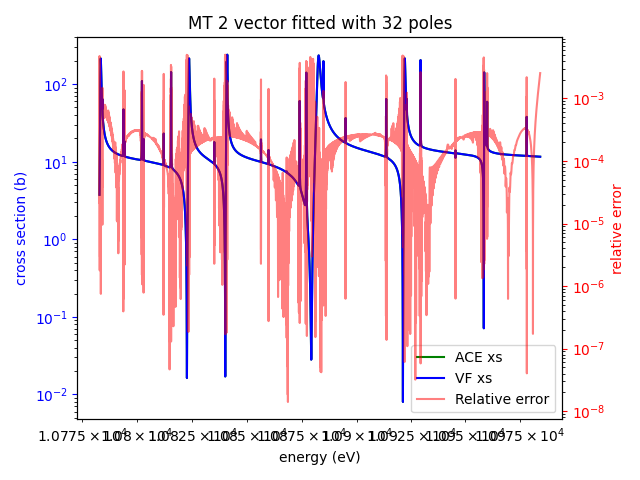 MT 2 vector fitted with 32 poles
10²
10¹
10⁰
10⁻¹
10⁻²
cross section (b)
10⁻³
10⁻⁴
10⁻⁵
10⁻⁶
10⁻⁷
10⁻⁸
relative error
ACE xs
VF xs
Relative error
energy (eV)